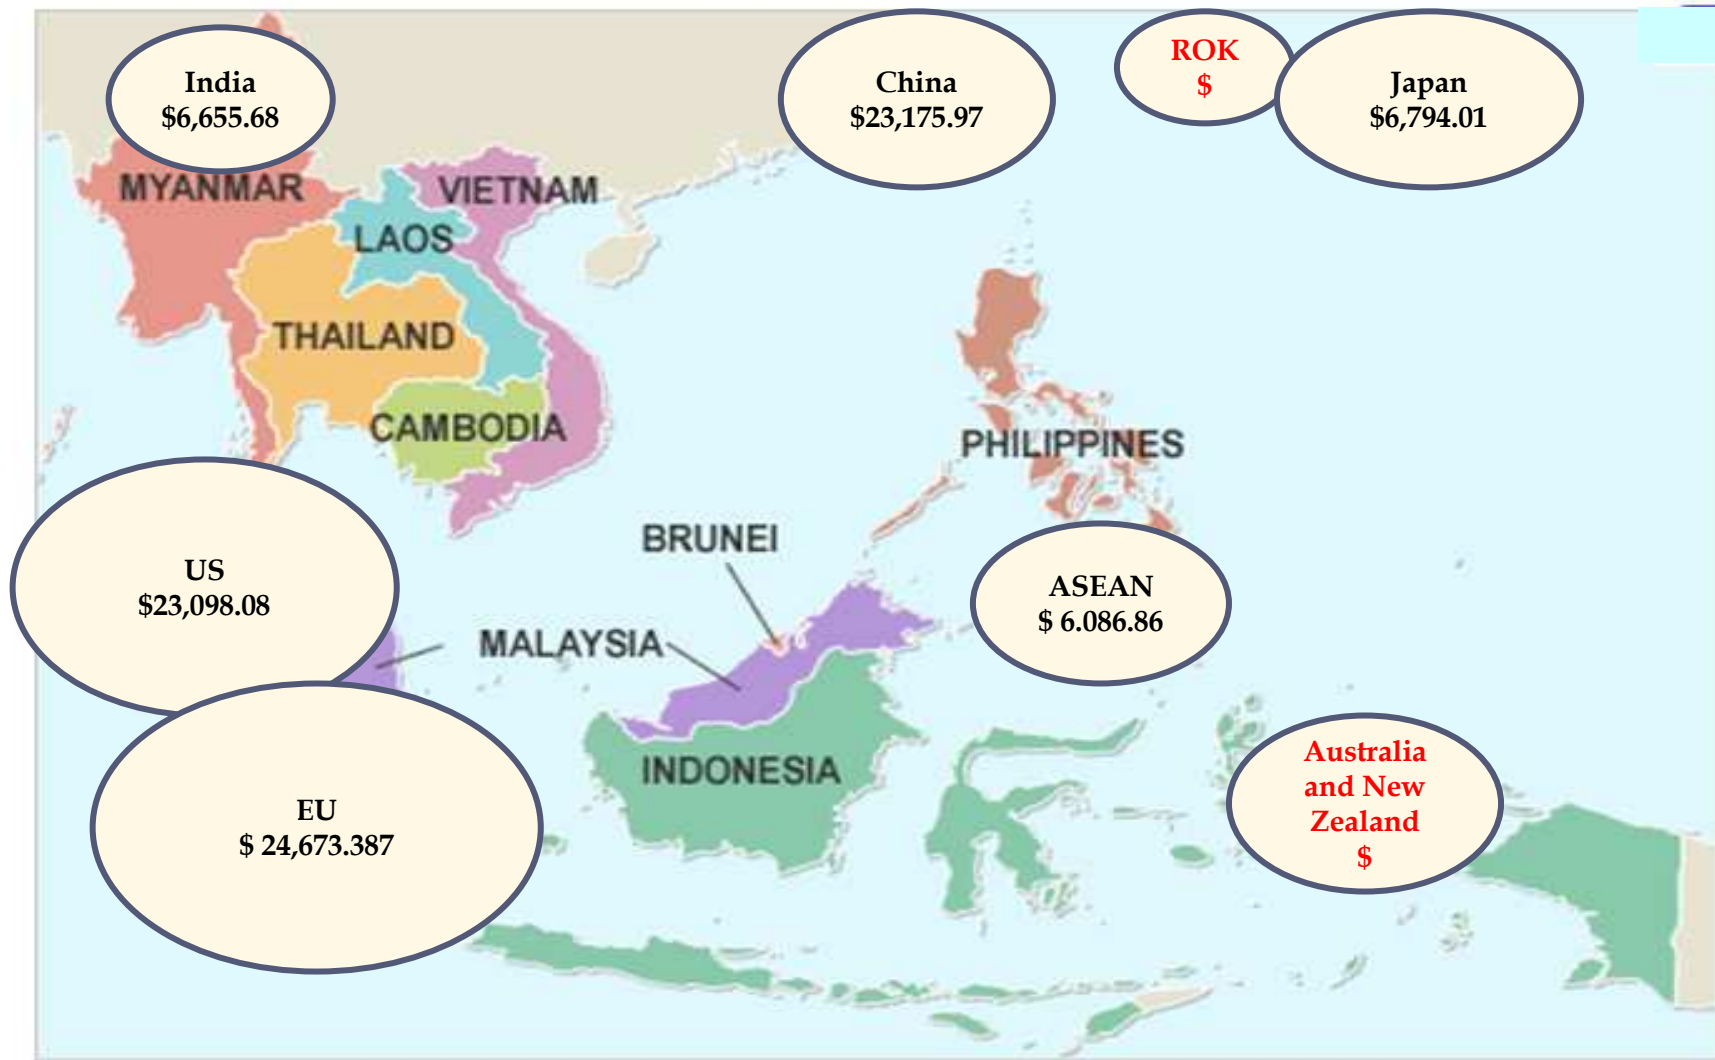 India
$6,655.68
China
$23,175.97
ROK
$
Japan
$6,794.01
MYANMAR
VIETNAM
LAOS
THAILAND
CAMBODIA
PHILIPPINES
BRUNEI
US
$23,098.08
ASEAN
$ 6.086.86
MALAYSIA
INDONESIA
Australia
and New
Zealand
$
EU
$ 24,673.387